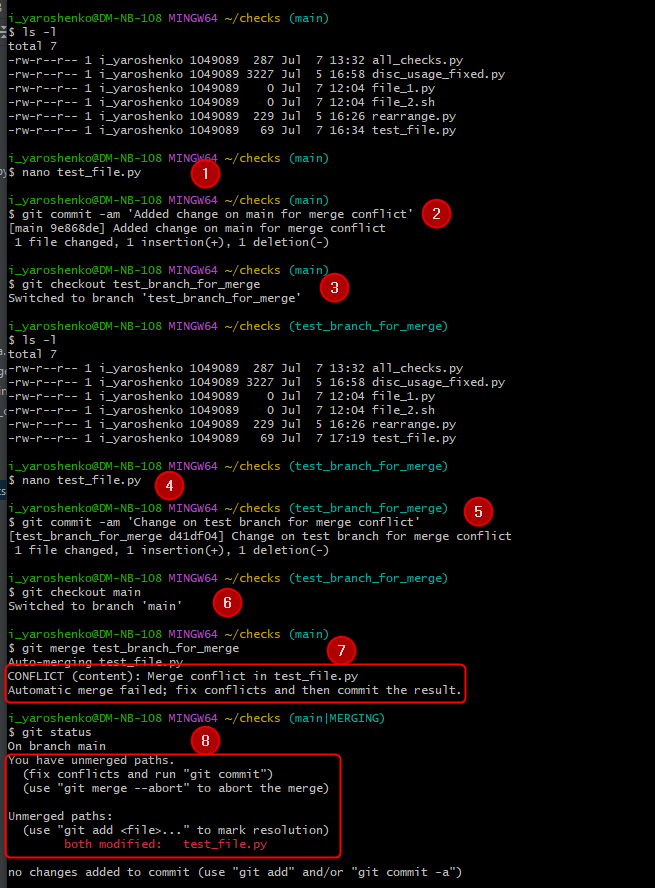 i_yaroshenko@DM-NB-108 MINGW64 ~/checks (main)
$ ls -l
total 7
-rw-r--r-- 1 i_yaroshenko 1049089  287 Jul  7 13:32 all_checks.py
-rw-r--r-- 1 i_yaroshenko 1049089 3227 Jul  5 16:58 disc_usage_fixed.py
-rw-r--r-- 1 i_yaroshenko 1049089    0 Jul  7 12:04 file_1.py
-rw-r--r-- 1 i_yaroshenko 1049089    0 Jul  7 12:04 file_2.sh
-rw-r--r-- 1 i_yaroshenko 1049089  229 Jul  5 16:26 rearrange.py
-rw-r--r-- 1 i_yaroshenko 1049089   69 Jul  7 16:34 test_file.py
i_yaroshenko@DM-NB-108 MINGW64 ~/checks (main)
$ nano test_file.py
1
i_yaroshenko@DM-NB-108 MINGW64 ~/checks (main)
$ git commit -am 'Added change on main for merge conflict'
2
[main 9e868de] Added change on main for merge conflict
 1 file changed, 1 insertion(+), 1 deletion(-)
i_yaroshenko@DM-NB-108 MINGW64 ~/checks (main)
$ git checkout test_branch_for_merge
3
Switched to branch 'test_branch_for_merge'
i_yaroshenko@DM-NB-108 MINGW64 ~/checks (test_branch_for_merge)
$ ls -l
total 7
-rw-r--r-- 1 i_yaroshenko 1049089  287 Jul  7 13:32 all_checks.py
-rw-r--r-- 1 i_yaroshenko 1049089 3227 Jul  5 16:58 disc_usage_fixed.py
-rw-r--r-- 1 i_yaroshenko 1049089    0 Jul  7 12:04 file_1.py
-rw-r--r-- 1 i_yaroshenko 1049089    0 Jul  7 12:04 file_2.sh
-rw-r--r-- 1 i_yaroshenko 1049089  229 Jul  5 16:26 rearrange.py
-rw-r--r-- 1 i_yaroshenko 1049089   69 Jul  7 17:19 test_file.py
i_yaroshenko@DM-NB-108 MINGW64 ~/checks (test_branch_for_merge)
$ nano test_file.py
4
i_yaroshenko@DM-NB-108 MINGW64 ~/checks (test_branch_for_merge)
5
$ git commit -am 'Change on test branch for merge conflict'
[test_branch_for_merge d41df04] Change on test branch for merge conflict
 1 file changed, 1 insertion(+), 1 deletion(-)
i_yaroshenko@DM-NB-108 MINGW64 ~/checks (test_branch_for_merge)
$ git checkout main
Switched to branch 'main'
6
i_yaroshenko@DM-NB-108 MINGW64 ~/checks (main)
$ git merge test_branch_for_merge
7
Auto-merging test_file.py
CONFLICT (content): Merge conflict in test_file.py
Automatic merge failed; fix conflicts and then commit the result.
i_yaroshenko@DM-NB-108 MINGW64 ~/checks (main|MERGING)
$ git status
8
On branch main
You have unmerged paths.
  (fix conflicts and run "git commit")
  (use "git merge --abort" to abort the merge)
Unmerged paths:
  (use "git add <file>..." to mark resolution)
        both modified:   test_file.py
no changes added to commit (use "git add" and/or "git commit -a")